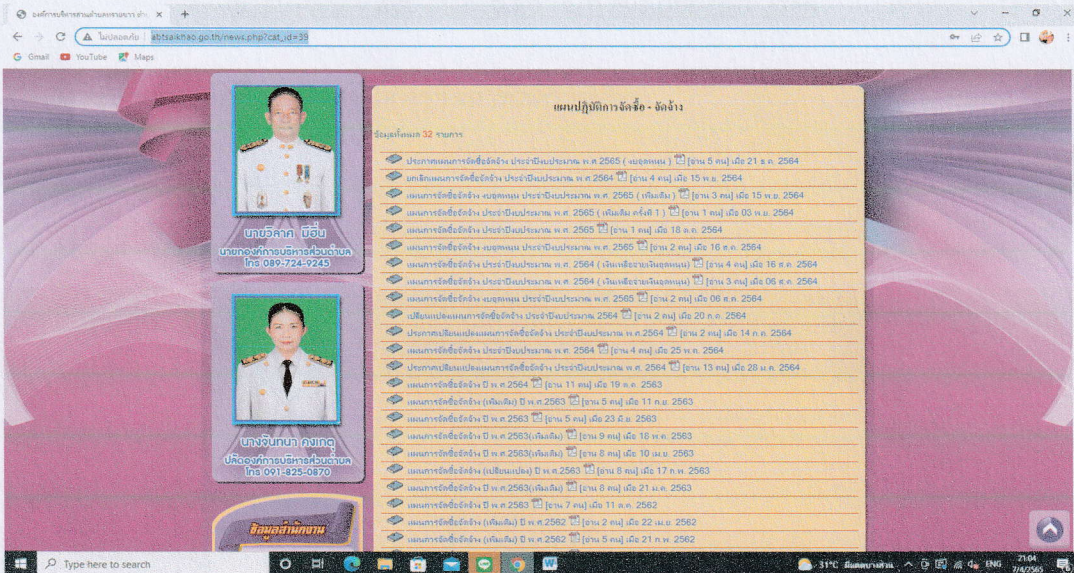 องค์การบริหารส่วนตำบลทรายขาว อำ
ไม่ปลอดภัย abtsaikhao.go.th/news.php?cat_id=39
Gmail YouTube Maps
นายวิลาศ มีชื่น
นายกองค์การบริหารส่วนตำบล
โทร 089-724-9245
นางจันทนา คงเกตุ
ปลัดองค์การบริหารส่วนตำบล
โทร 091-825-0870
ข้อมูลสำนักงาน
แผนปฏิบัติการจัดซื้อ - จัดจ้าง
ข้อมูลทั้งหมด 32 รายการ
ประกาศแผนการจัดซื้อจัดจ้าง ประจำปีงบประมาณ พ.ศ.2565 ( งบอุดหนุน ) [อ่าน 5 คน] เมื่อ 21 ธ.ค. 2564
ยกเลิกแผนการจัดซื้อจัดจ้าง ประจำปีงบประมาณ พ.ศ 2564 [อ่าน 4 คน] เมื่อ 15 พ.ย. 2564
แผนการจัดซื้อจัดจ้าง งบอุดหนุน ประจำปีงบประมาณ พ.ศ. 2565 ( เพิ่มเติม ) [อ่าน 3 คน] เมื่อ 15 พ.ย. 2564
แผนการจัดซื้อจัดจ้าง ประจำปีงบประมาณ พ.ศ. 2565 ( เพิ่มเติม ครั้งที่ 1 ) [อ่าน 1 คน] เมื่อ 03 พ.ย. 2564
แผนการจัดซื้อจัดจ้าง ประจำปีงบประมาณ พ.ศ. 2565 [อ่าน 1 คน] เมื่อ 18 ต.ค. 2564
แผนการจัดซื้อจัดจ้าง งบอุดหนุน ประจำปีงบประมาณ พ.ศ. 2565 [อ่าน 2 คน] เมื่อ 16 ส.ค. 2564
แผนการจัดซื้อจัดจ้าง ประจำปีงบประมาณ พ.ศ. 2564 ( เงินเหลือจ่ายเงินอุดหนุน) [อ่าน 4 คน] เมื่อ 16 ส.ค. 2564
แผนการจัดซื้อจัดจ้าง ประจำปีงบประมาณ พ.ศ. 2564 ( เงินเหลือจ่ายเงินอุดหนุน) [อ่าน 3 คน] เมื่อ 06 ส.ค. 2564
แผนการจัดซื้อจัดจ้าง งบอุดหนุน ประจำปีงบประมาณ พ.ศ. 2565 [อ่าน 2 คน] เมื่อ 06 ส.ค. 2564
เปลี่ยนแปลงแผนการจัดซื้อจัดจ้าง ประจำปีงบประมาณ 2564 [อ่าน 2 คน] เมื่อ 20 ก.ค. 2564
ประกาศเปลี่ยนแปลงแผนการจัดซื้อจัดจ้าง ประจำปีงบประมาณ พ.ศ.2564 [อ่าน 2 คน] เมื่อ 14 ก.ค. 2564
แผนการจัดซื้อจัดจ้าง ประจำปีงบประมาณ พ.ศ. 2564 [อ่าน 4 คน] เมื่อ 25 พ.ค. 2564
ประกาศเปลี่ยนแปลงแผนการจัดซื้อจัดจ้าง ประจำปีงบประมาณ พ.ศ. 2564 [อ่าน 13 คน] เมื่อ 28 ม.ค. 2564
แผนการจัดซื้อจัดจ้าง ปี พ.ศ.2564 [อ่าน 11 คน] เมื่อ 19 ต.ค. 2563
แผนการจัดซื้อจัดจ้าง (เพิ่มเติม) ปี พ.ศ.2563 [อ่าน 5 คน] เมื่อ 11 ก.ย. 2563
แผนการจัดซื้อจัดจ้าง ปี พ.ศ.2563 [อ่าน 5 คน] เมื่อ 23 มิ.ย. 2563
แผนการจัดซื้อจัดจ้าง ปี พ.ศ.2563(เพิ่มเติม) [อ่าน 9 คน] เมื่อ 18 พ.ค. 2563
แผนการจัดซื้อจัดจ้าง ปี พ.ศ.2563(เพิ่มเติม) [อ่าน 8 คน] เมื่อ 10 เม.ย. 2563
แผนการจัดซื้อจัดจ้าง (เปลี่ยนแปลง) ปี พ.ศ.2563 [อ่าน 8 คน] เมื่อ 17 ก.พ. 2563
แผนการจัดซื้อจัดจ้าง ปี พ.ศ.2563(เพิ่มเติม) [อ่าน 8 คน] เมื่อ 21 ม.ค. 2563
แผนการจัดซื้อจัดจ้าง ปี พ.ศ.2563 [อ่าน 7 คน] เมื่อ 11 ต.ค. 2562
แผนการจัดซื้อจัดจ้าง (เพิ่มเติม) ปี พ.ศ.2562 [อ่าน 2 คน] เมื่อ 22 เม.ย. 2562
แผนการจัดซื้อจัดจ้าง (เพิ่มเติม) ปี พ.ศ.2562 [อ่าน 5 คน] เมื่อ 21 ก.พ. 2562
Type here to search
31°C มีแดดบางส่วน ENG 21:04
7/4/2565